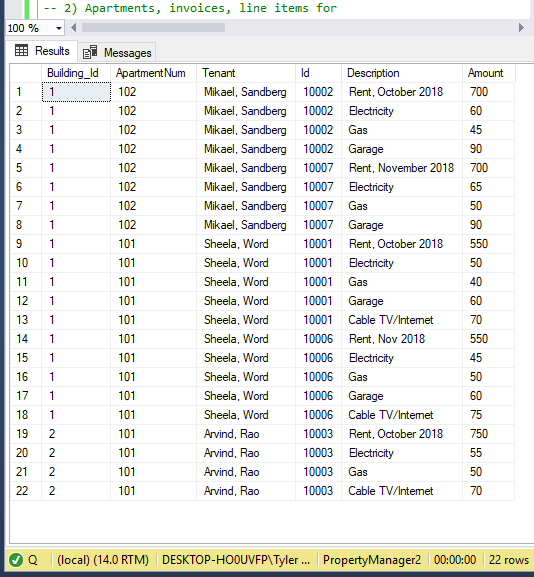 -- 2) Apartments, invoices, line items for
100 %
Results Messages
Building_Id ApartmentNum Tenant Id Description Amount
1 1 102 Mikael, Sandberg 10002 Rent, October 2018 700
2 1 102 Mikael, Sandberg 10002 Electricity 60
3 1 102 Mikael, Sandberg 10002 Gas 45
4 1 102 Mikael, Sandberg 10002 Garage 90
5 1 102 Mikael, Sandberg 10007 Rent, November 2018 700
6 1 102 Mikael, Sandberg 10007 Electricity 65
7 1 102 Mikael, Sandberg 10007 Gas 50
8 1 102 Mikael, Sandberg 10007 Garage 90
9 1 101 Sheela, Word 10001 Rent, October 2018 550
10 1 101 Sheela, Word 10001 Electricity 50
11 1 101 Sheela, Word 10001 Gas 40
12 1 101 Sheela, Word 10001 Garage 60
13 1 101 Sheela, Word 10001 Cable TV/Internet 70
14 1 101 Sheela, Word 10006 Rent, Nov 2018 550
15 1 101 Sheela, Word 10006 Electricity 45
16 1 101 Sheela, Word 10006 Gas 50
17 1 101 Sheela, Word 10006 Garage 60
18 1 101 Sheela, Word 10006 Cable TV/Internet 75
19 2 101 Arvind, Rao 10003 Rent, October 2018 750
20 2 101 Arvind, Rao 10003 Electricity 55
21 2 101 Arvind, Rao 10003 Gas 50
22 2 101 Arvind, Rao 10003 Cable TV/Internet 70
Q (local) (14.0 RTM) DESKTOP-HO0UVFP\Tyler ... PropertyManager2 00:00:00 22 rows